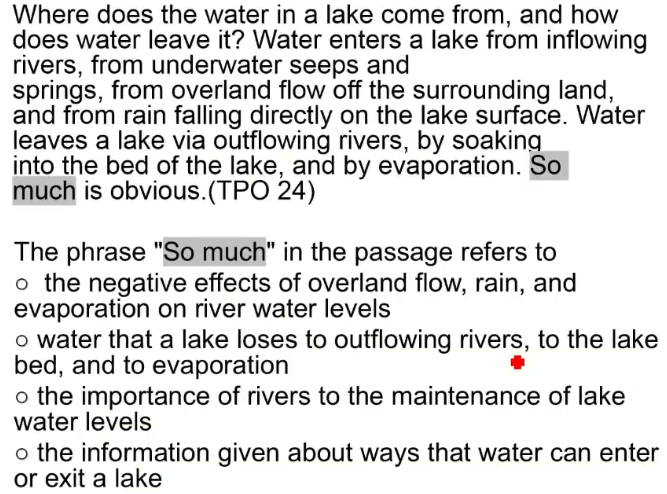 Where does the water in a lake come from, and how
does water leave it? Water enters a lake from inflowing
rivers, from underwater seeps and
springs, from overland flow off the surrounding land,
and from rain falling directly on the lake surface. Water
leaves a lake via outflowing rivers, by soaking
into the bed of the lake, and by evaporation. So
much is obvious.(TPO 24)
The phrase "So much" in the passage refers to
○ the negative effects of overland flow, rain, and
evaporation on river water levels
○ water that a lake loses to outflowing rivers, to the lake
bed, and to evaporation
○ the importance of rivers to the maintenance of lake
water levels
○ the information given about ways that water can enter
or exit a lake